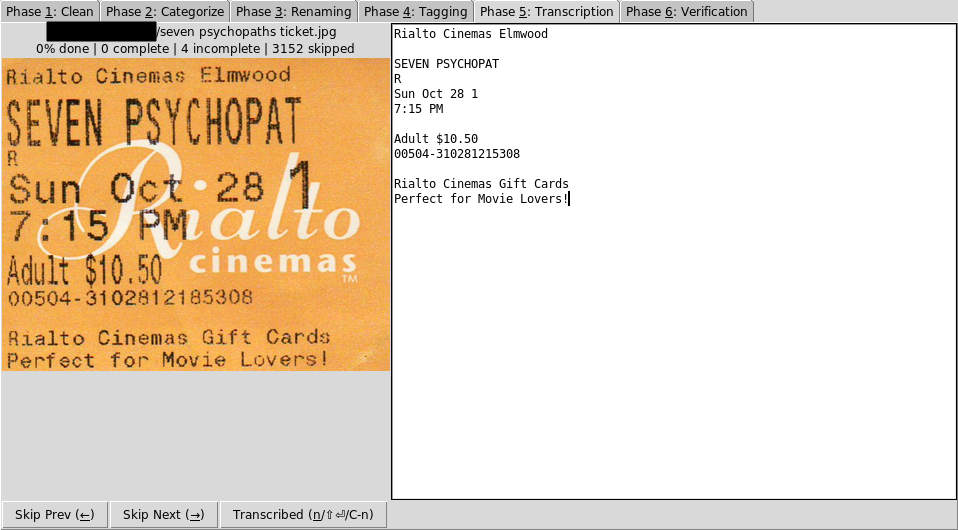 Phase 1: Clean
Phase 2: Categorize
Phase 3: Renaming
Phase 4: Tagging
Phase 5: Transcription
Phase 6: Verification
/seven psychopaths ticket.jpg
0% done | 0 complete | 4 incomplete | 3152 skipped
Rialto Cinemas Elmwood
SEVEN PSYCHOPAT
R
Sun Oct 28 1
7:15 PM
Rialto
cinemas
TM
Adult $10.50
00504-3102812185308
Rialto Cinemas Gift Cards
Perfect for Movie Lovers!
Rialto Cinemas Elmwood
SEVEN PSYCHOPAT
R
Sun Oct 28 1
7:15 PM
Adult $10.50
00504-310281215308
Rialto Cinemas Gift Cards
Perfect for Movie Lovers!
Skip Prev (←)
Skip Next (→)
Transcribed (n/⇧⏎/C-n)